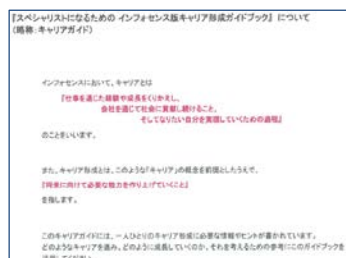 『スペシャリストになるための インフォセンス版キャリア形成ガイドブック』 について
(略称：キャリアガイド)
インフォセンスにおいて、キャリアとは
『仕事を通じた経験や成長をくりかえし、
会社を通じて社会に貢献し続けること、
そしてなりたい自分を実現していくための過程』
のことをいいます。
また、キャリア形成とは、このような「キャリア」の概念を前提としたうえで、
『将来に向けて必要な能力を作り上げていくこと』
を指します。
このキャリアガイドには、一人ひとりのキャリア形成に必要な情報やヒントが書かれています。
どのようなキャリアを歩み、どのように成長していくのか、それを考えるための参考にこのガイドブックを